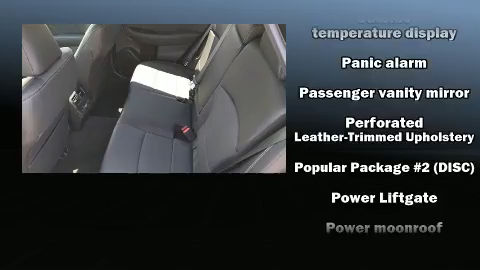 temperature display
Panic alarm
Passenger vanity mirror
Perforated
Leather-Trimmed Upholstery
Popular Package #2 (DISC)
Power Liftgate
Power moonroof